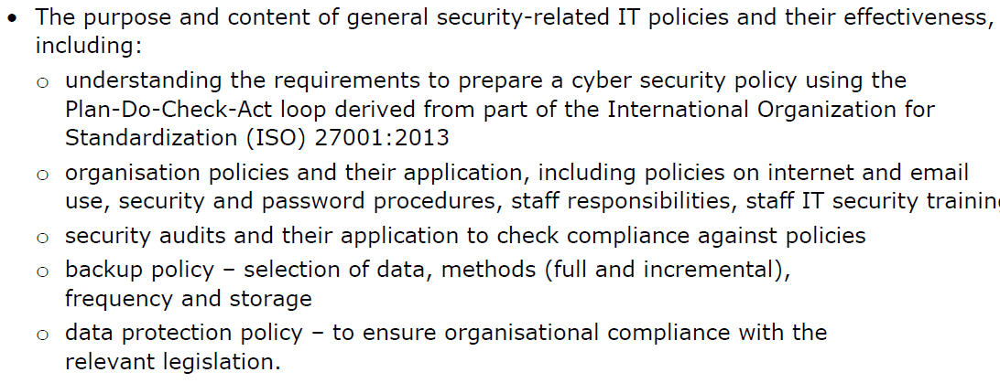 • The purpose and content of general security-related IT policies and their effectiveness,
including:
o understanding the requirements to prepare a cyber security policy using the
Plan-Do-Check-Act loop derived from part of the International Organization for
Standardization (ISO) 27001:2013
o organisation policies and their application, including policies on internet and email
use, security and password procedures, staff responsibilities, staff IT security
o security audits and their application to check compliance against policies
o backup policy – selection of data, methods (full and incremental),
frequency and storage
o data protection policy – to ensure organisational compliance with the
relevant legislation.